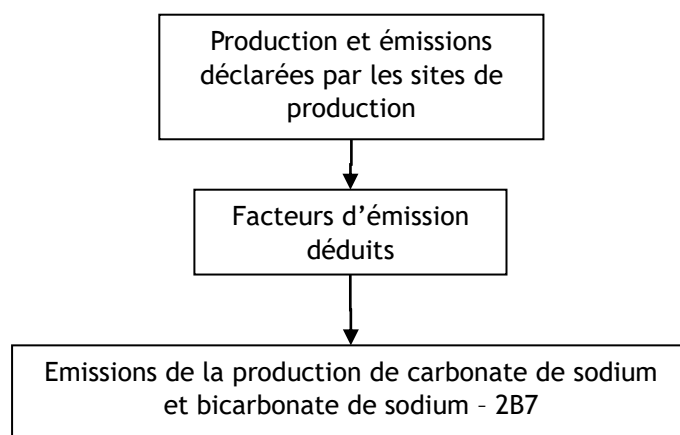 Production et émissions
déclarées par les sites de
production
Facteurs d’émission
déduits
Emissions de la production de carbonate de sodium
et bicarbonate de sodium – 2B7